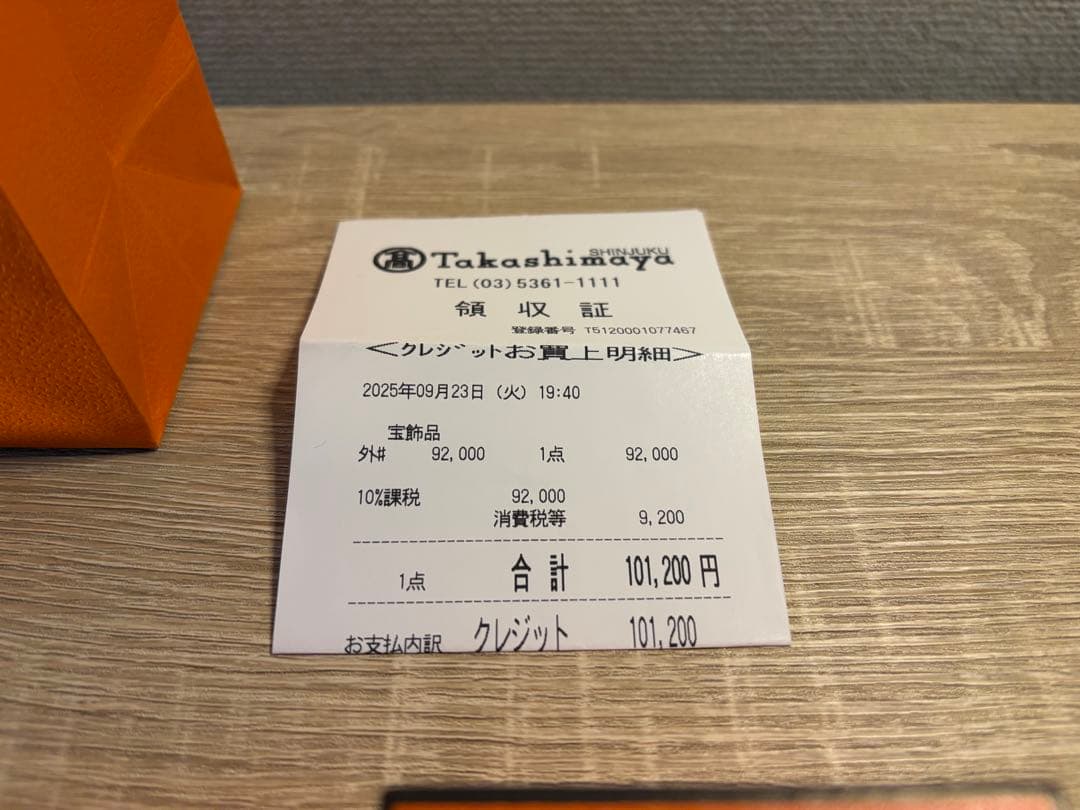 髙 Takashimaya SHINJUKU
TEL (03) 5361-1111
領収証
登録番号 T5120001077467
<クレジットお買上明細>
2025年09月23日 (火) 19:40
宝飾品
外# 92,000 1点 92,000
10%課税 92,000
消費税等 9,200
1点 合計 101,200円
お支払内訳 クレジット 101,200